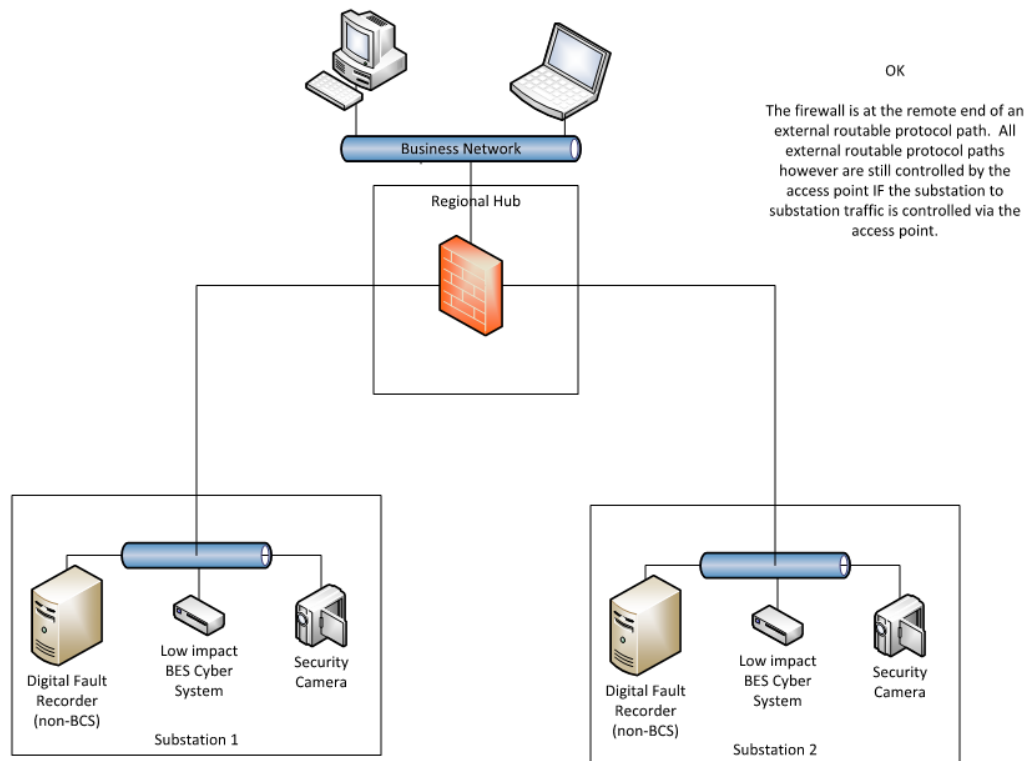 Business Network
Regional Hub
OK
The firewall is at the remote end of an
external routable protocol path. All
external routable protocol paths
however are still controlled by the
access point IF the substation to
substation traffic is controlled via the
access point.
Digital Fault
Recorder
(non-BCS)
Low impact
BES Cyber
System
Security
Camera
Substation 1
Digital Fault
Recorder
(non-BCS)
Low impact
BES Cyber
System
Security
Camera
Substation 2